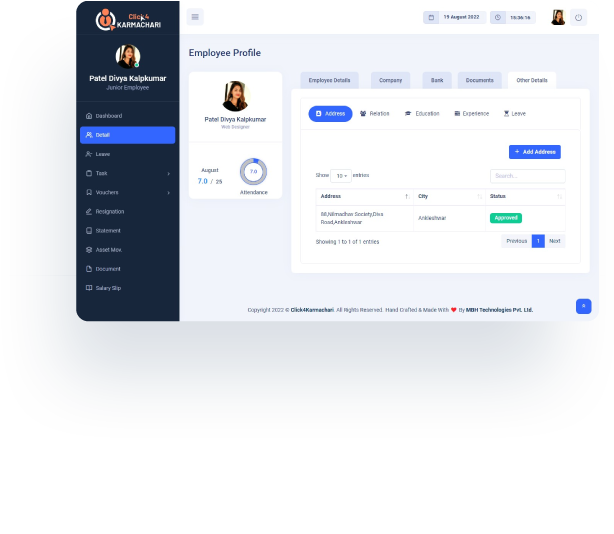 Click4
KARMACHARI
Patel Divya Kalpkumar
Junior Employee
Dashboard
Detail
Leave
Task
Vouchers
Resignation
Statement
Asset Mov.
Document
Salary Slip
19 August 2022
15:36:16
Employee Profile
Patel Divya Kalpkumar
Web Designer
August
7.0 / 25
7.0
Attendance
Employee Details
Company
Bank
Documents
Other Details
Address
Relation
Education
Experience
Leave
+ Add Address
Show 10 entries
Search...
Address
City
Status
88,Nilmadhav Society,Diva
Road,Ankleshwar
Ankleshwar
Approved
Showing 1 to 1 of 1 entries
Previous 1 Next
Copyright 2022 © Click4Karmachari. All Rights Reserved. Hand Crafted & Made With ❤ By MBH Technologies Pvt. Ltd.